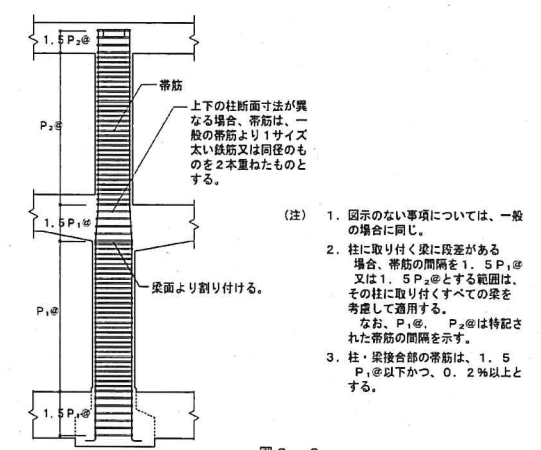 1.5P₂@
帯筋
上下の柱断面寸法が異
なる場合、帯筋は、一
般の帯筋より1サイズ
太い鉄筋又は同径のも
のを2本重ねたものと
する。
P₂@
1.5P₁@
梁面より割り付ける。
P₁@
1.5P₁@
(注) 1. 図示のない事項については、一般
の場合に同じ。
2. 柱に取り付く梁に段差がある
場合、帯筋の間隔を1.5P₁@
又は1.5P₂@とする範囲は、
その柱に取り付くすべての梁を
考慮して適用する。
なお、P₁@, P₂@は特記さ
れた帯筋の間隔を示す。
3. 柱・梁接合部の帯筋は、1.5
P₁@以下かつ、0.2%以上と
する。